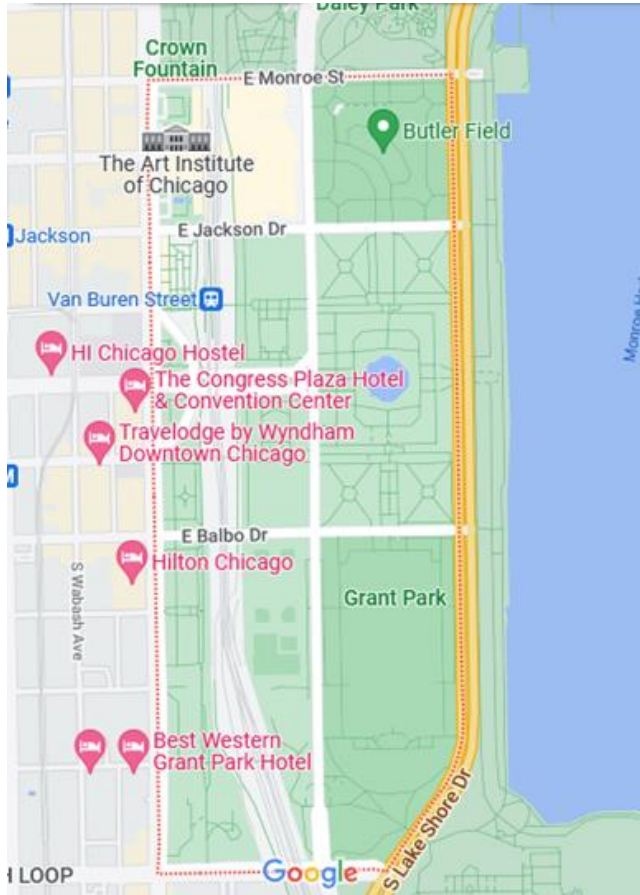 Daley Park
Crown
Fountain
E Monroe St
Butler Field
The Art Institute
of Chicago
E Jackson Dr
Jackson
Van Buren Street
Monroe
HI Chicago Hostel
The Congress Plaza Hotel
& Convention Center
Travelodge by Wyndham
Downtown Chicago
E Balbo Dr
Hilton Chicago
S Wabash Ave
Grant Park
Best Western
Grant Park Hotel
S Lake Shore Dr
H LOOP
Google